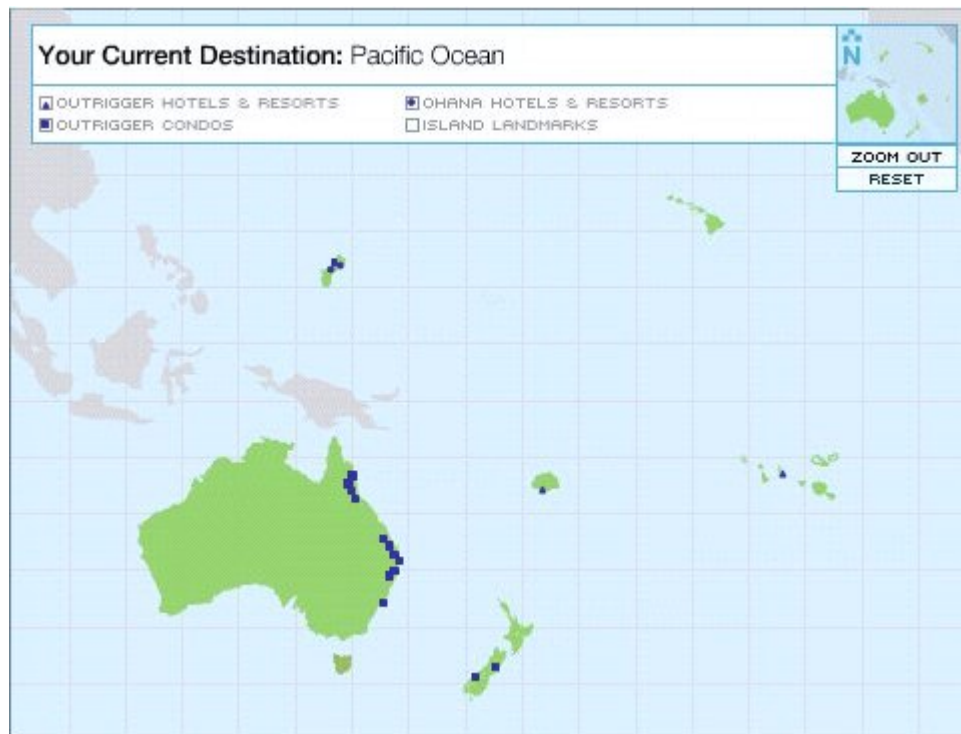 Your Current Destination: Pacific Ocean
OUTRIGGER HOTELS & RESORTS
OHANA HOTELS & RESORTS
OUTRIGGER CONDOS
ISLAND LANDMARKS
N
ZOOM OUT
RESET